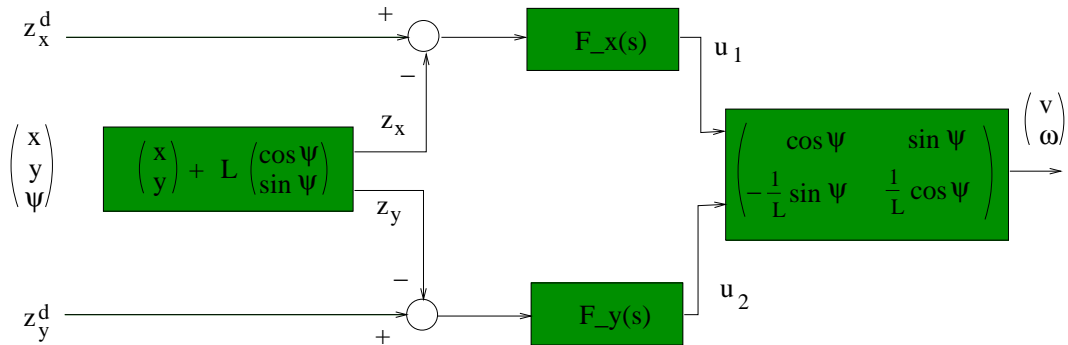 z_x^d
+
−
F_x(s)
u_1
z_x
(x y ψ)
(x y) + L (cos ψ sin ψ)
z_y
(cos ψ sin ψ
−1/L sin ψ 1/L cos ψ)
(v ω)
−
z_y^d
+
F_y(s)
u_2